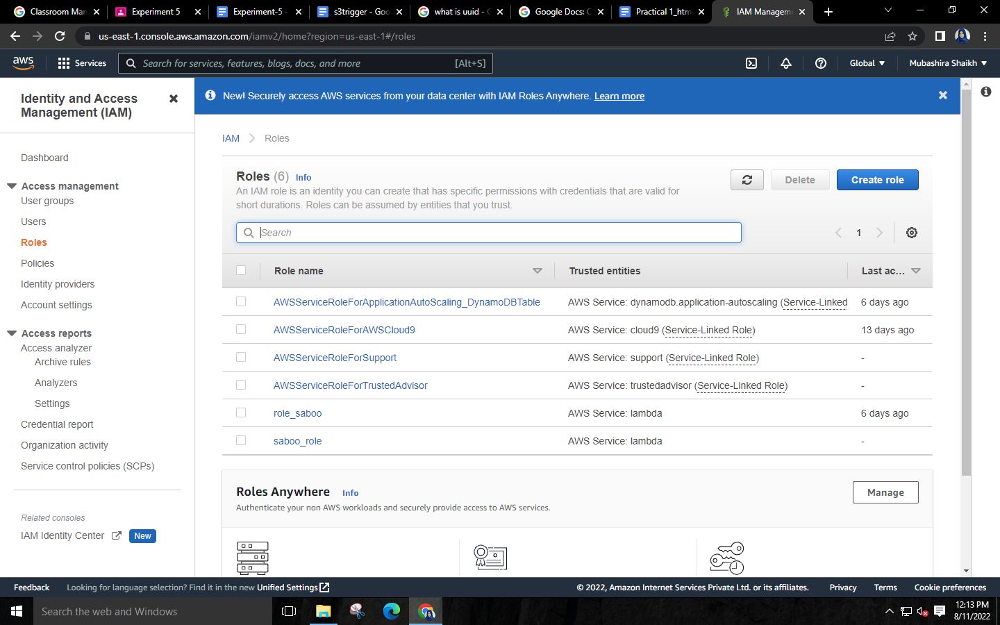 Classroom Man
Experiment 5
Experiment-5 -
s3trigger - Goo
what is uuid - G
Google Docs: C
Practical 1_htm
IAM Managem
us-east-1.console.aws.amazon.com/iamv2/home?region=us-east-1#/roles
aws
Services
Search for services, features, blogs, docs, and more
[Alt+S]
Global
Mubashira Shaikh
Identity and Access
Management (IAM)
New! Securely access AWS services from your data center with IAM Roles Anywhere. Learn more
Dashboard
Access management
User groups
Users
Roles
Policies
Identity providers
Account settings
Access reports
Access analyzer
Archive rules
Analyzers
Settings
Credential report
Organization activity
Service control policies (SCPs)
Related consoles
IAM Identity Center New
IAM > Roles
Roles (6) Info
An IAM role is an identity you can create that has specific permissions with credentials that are valid for
short durations. Roles can be assumed by entities that you trust.
Delete
Create role
Search
1
Role name Trusted entities Last ac...
AWSServiceRoleForApplicationAutoScaling_DynamoDBTable AWS Service: dynamodb.application-autoscaling (Service-Linked 6 days ago
AWSServiceRoleForAWSCloud9 AWS Service: cloud9 (Service-Linked Role) 13 days ago
AWSServiceRoleForSupport AWS Service: support (Service-Linked Role) -
AWSServiceRoleForTrustedAdvisor AWS Service: trustedadvisor (Service-Linked Role) -
role_saboo AWS Service: lambda 6 days ago
saboo_role AWS Service: lambda -
Roles Anywhere Info
Authenticate your non AWS workloads and securely provide access to AWS services.
Manage
Feedback
Looking for language selection? Find it in the new Unified Settings
© 2022, Amazon Internet Services Private Ltd. or its affiliates.
Privacy
Terms
Cookie preferences
Search the web and Windows
12:13 PM
8/11/2022